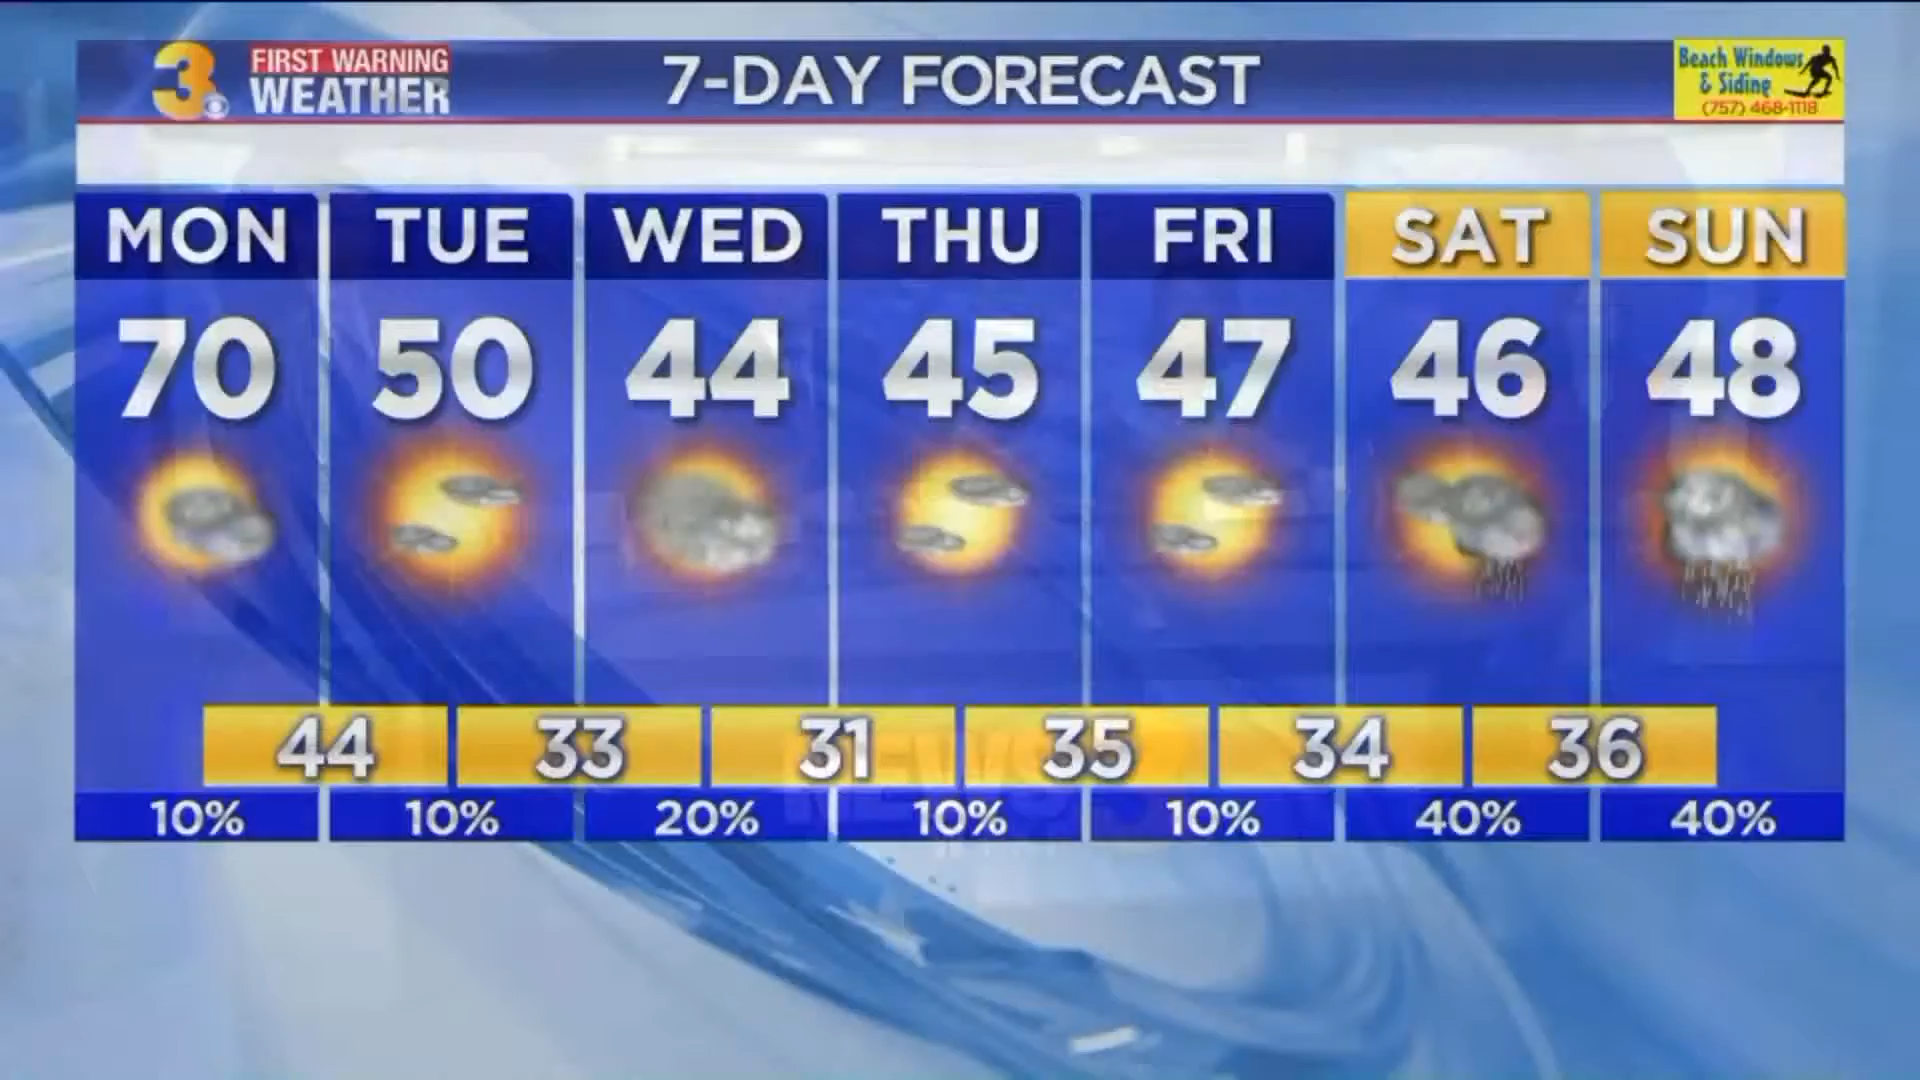 3 FIRST WARNING
WEATHER
7-DAY FORECAST
Beach Windows
& Siding
(757) 468-1118
MON TUE WED THU FRI SAT SUN
70 50 44 45 47 46 48
44 33 31 35 34 36
10% 10% 20% 10% 10% 40% 40%
NEWS